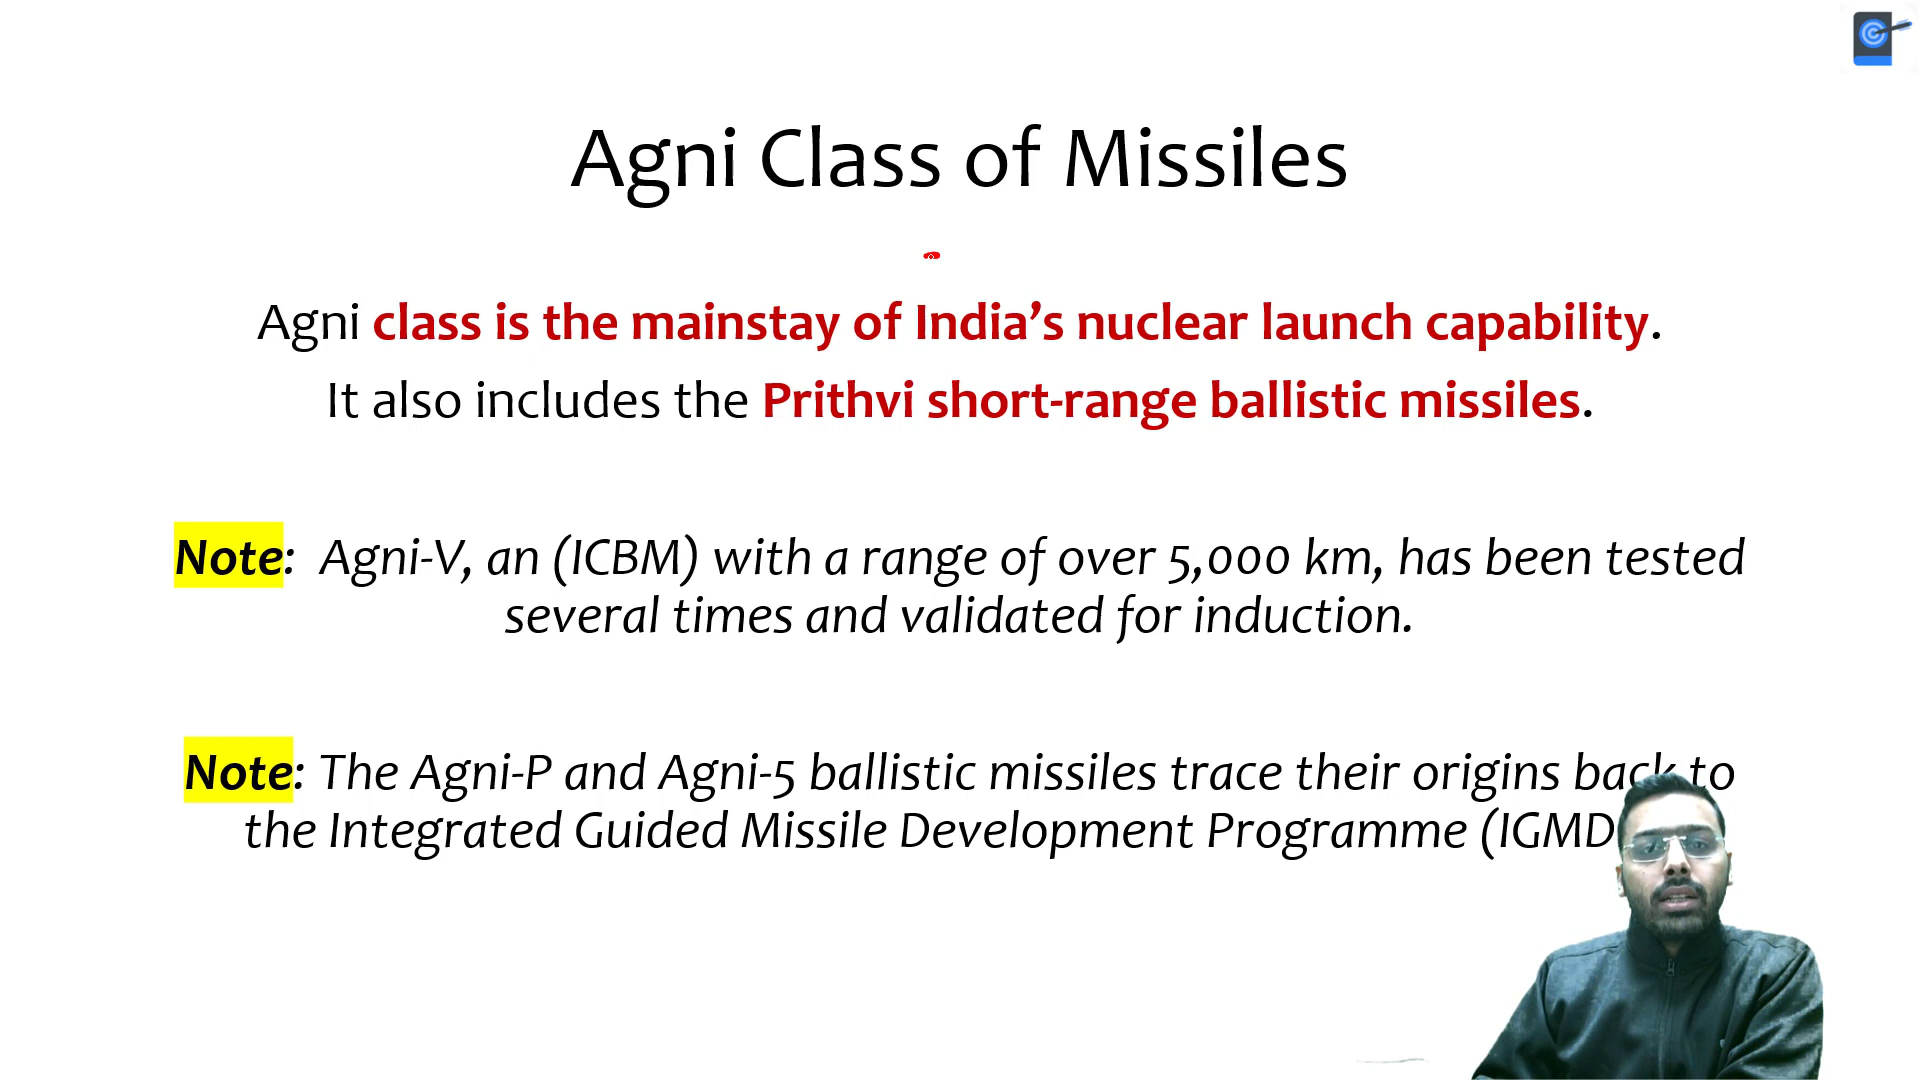 Agni Class of Missiles
Agni class is the mainstay of India’s nuclear launch capability.
It also includes the Prithvi short-range ballistic missiles.
Note: Agni-V, an (ICBM) with a range of over 5,000 km, has been tested
several times and validated for induction.
Note: The Agni-P and Agni-5 ballistic missiles trace their origins back to
the Integrated Guided Missile Development Programme (IGMD